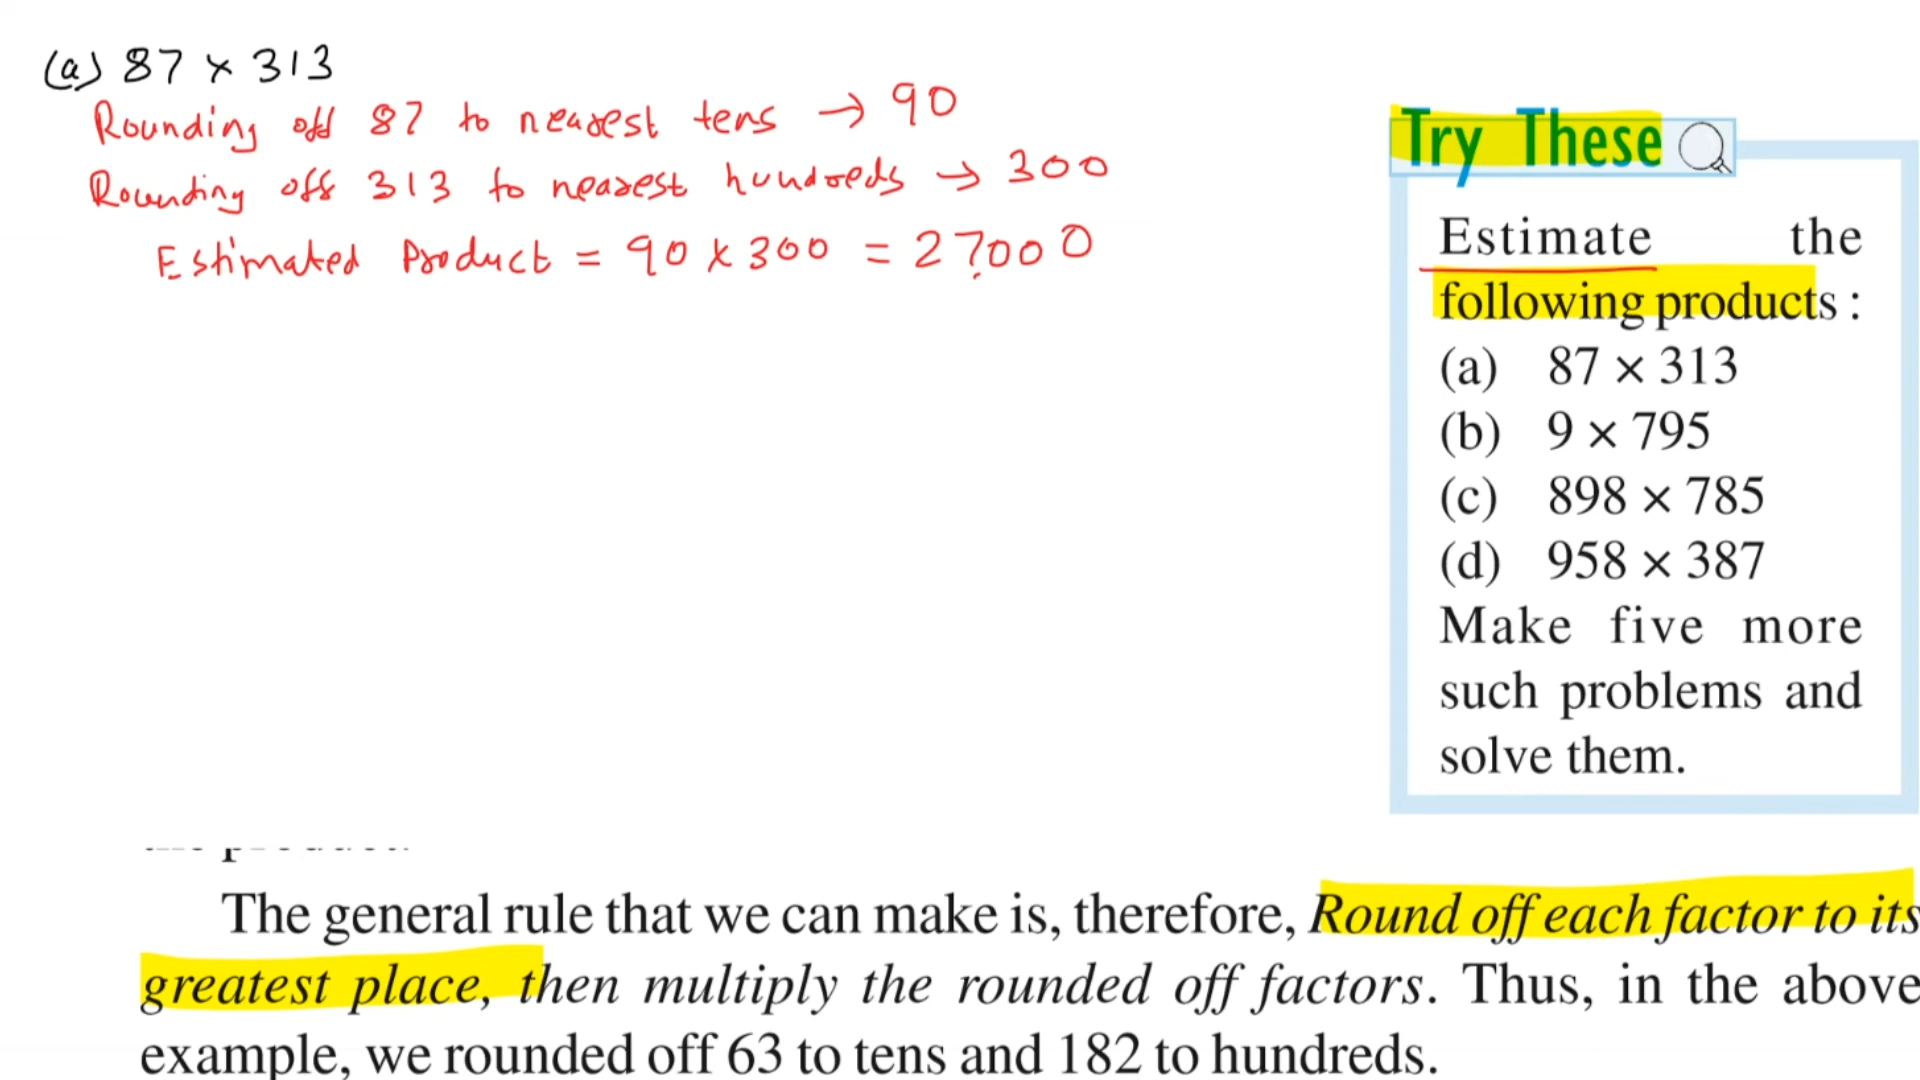 (a) 87 × 313
Rounding off 87 to nearest tens → 90
Rounding off 313 to nearest hundreds → 300
Estimated Product = 90 × 300 = 27,000
Try These
Estimate the
following products :
(a) 87 × 313
(b) 9 × 795
(c) 898 × 785
(d) 958 × 387
Make five more
such problems and
solve them.
The general rule that we can make is, therefore, Round off each factor to its
greatest place, then multiply the rounded off factors. Thus, in the above
example, we rounded off 63 to tens and 182 to hundreds.